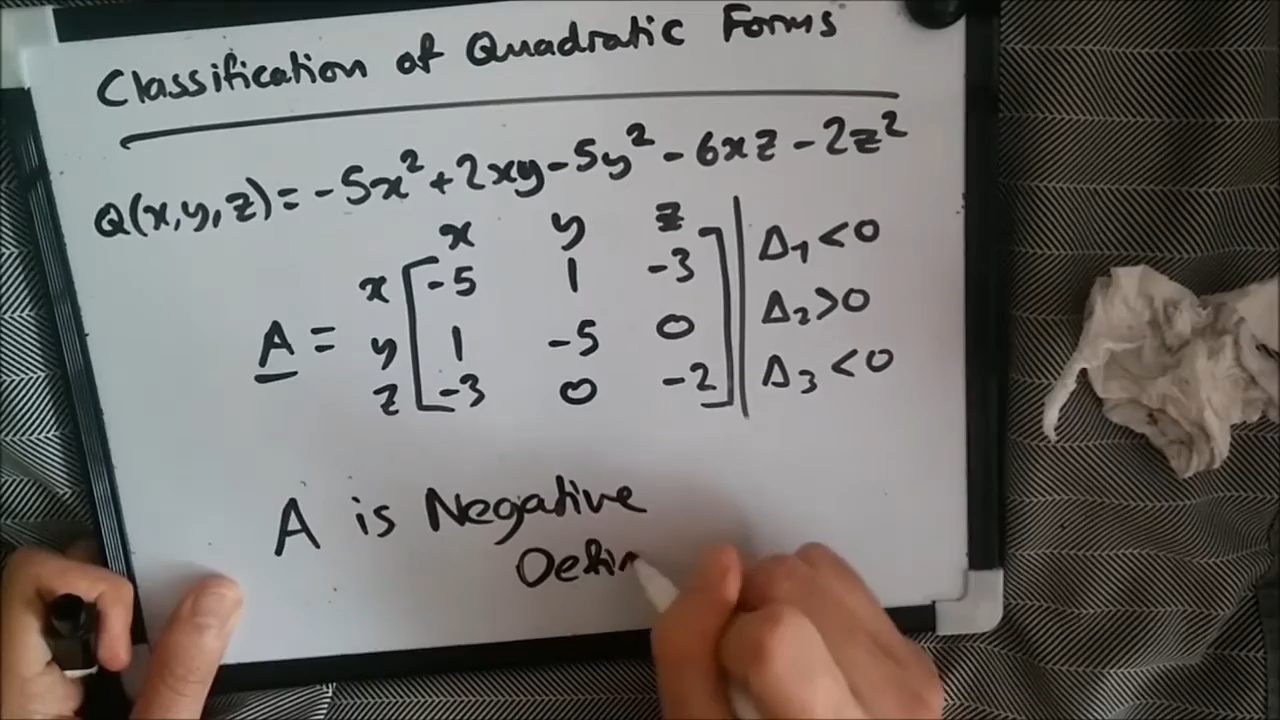 Classification of Quadratic Forms
Q(x,y,z)= -5x²+2xy-5y²-6xz-2z²
x y z
x [-5 1 -3] Δ₁<0
A = y 1 -5 0 Δ₂>0
z -3 0 -2 Δ₃<0
A is Negative
Defin